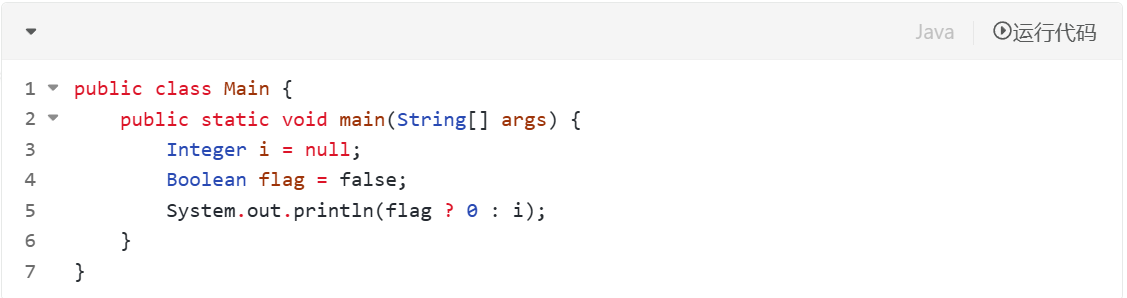 Java 运行代码
1 public class Main {
2     public static void main(String[] args) {
3         Integer i = null;
4         Boolean flag = false;
5         System.out.println(flag ? 0 : i);
6     }
7 }